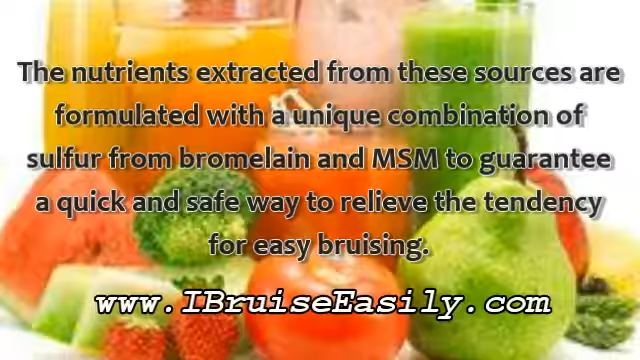 The nutrients extracted from these sources are
formulated with a unique combination of
sulfur from bromelain and MSM to guarantee
a quick and safe way to relieve the tendency
for easy bruising.
www.IBruiseEasily.com